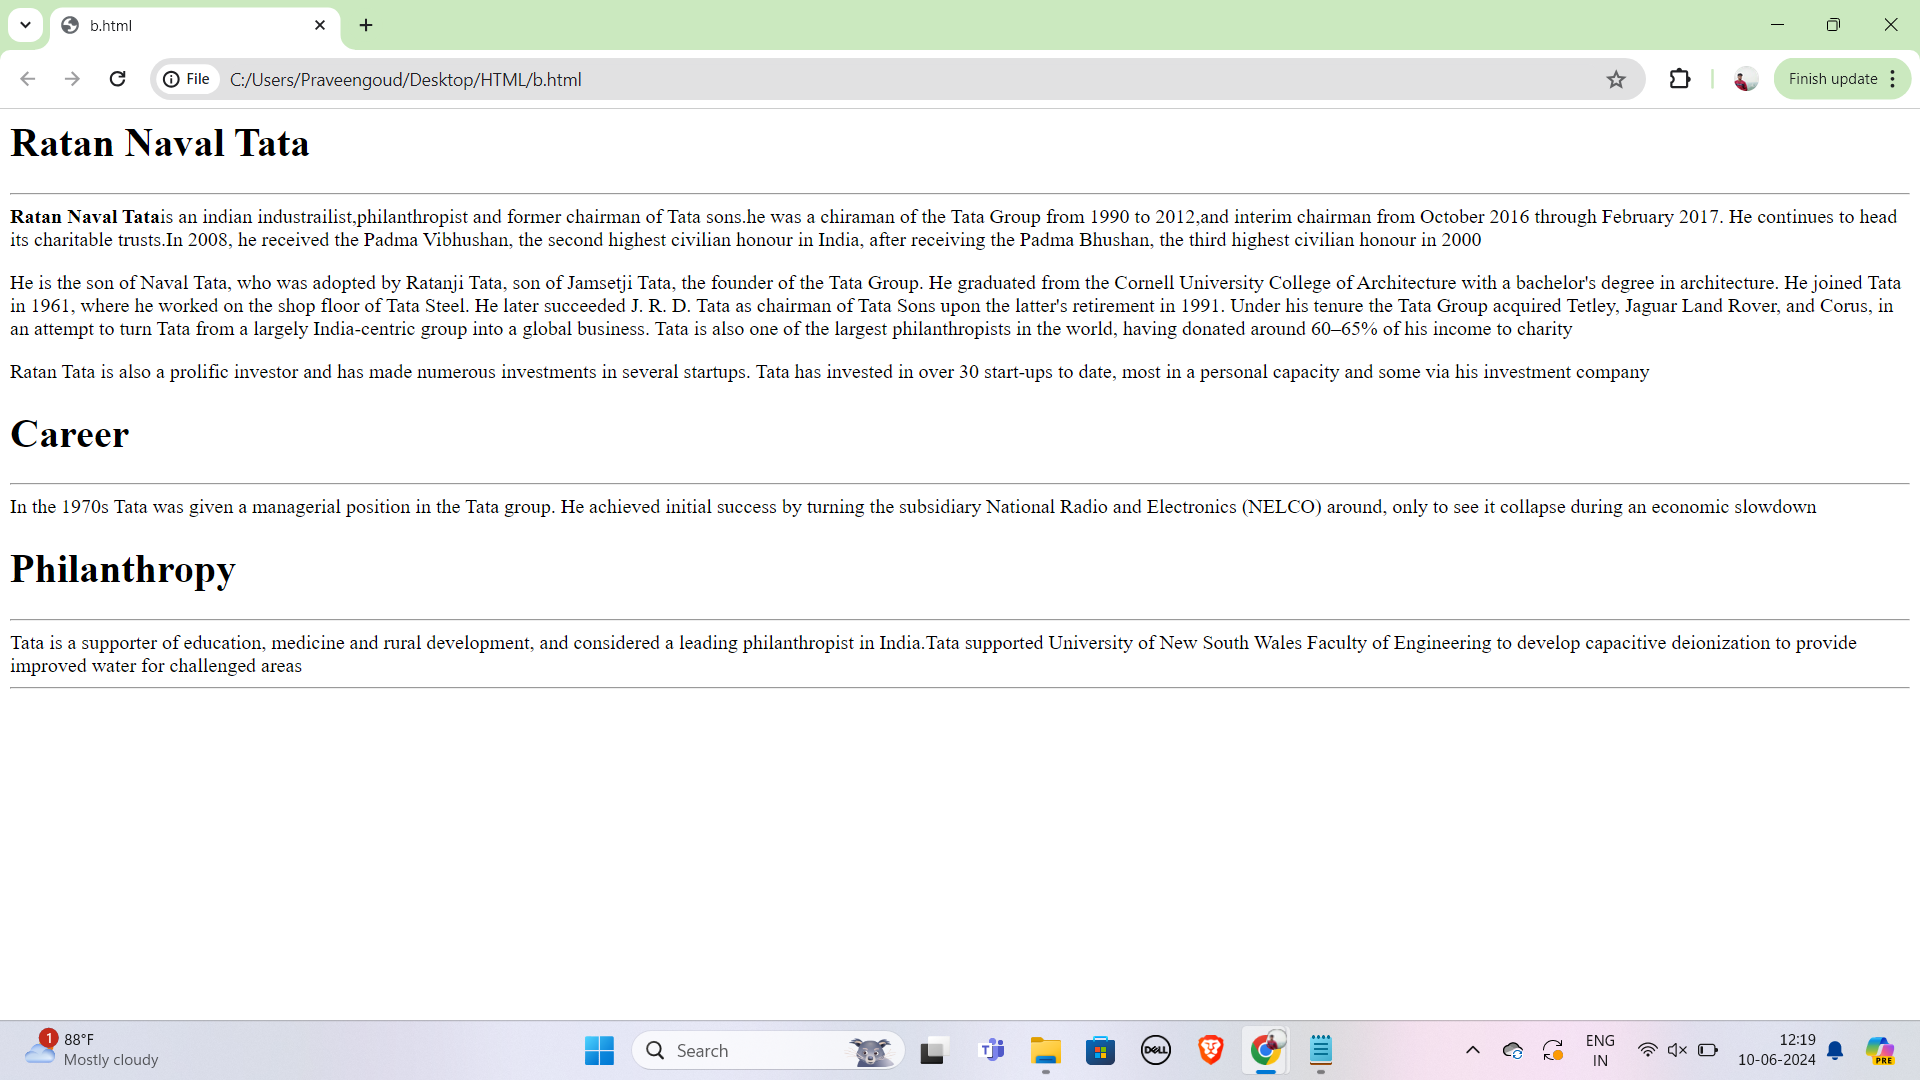 b.html
File C:/Users/Praveengoud/Desktop/HTML/b.html Finish update
Ratan Naval Tata
Ratan Naval Tatais an indian industrailist,philanthropist and former chairman of Tata sons.he was a chiraman of the Tata Group from 1990 to 2012,and interim chairman from October 2016 through February 2017. He continues to head
its charitable trusts.In 2008, he received the Padma Vibhushan, the second highest civilian honour in India, after receiving the Padma Bhushan, the third highest civilian honour in 2000
He is the son of Naval Tata, who was adopted by Ratanji Tata, son of Jamsetji Tata, the founder of the Tata Group. He graduated from the Cornell University College of Architecture with a bachelor's degree in architecture. He joined Tata
in 1961, where he worked on the shop floor of Tata Steel. He later succeeded J. R. D. Tata as chairman of Tata Sons upon the latter's retirement in 1991. Under his tenure the Tata Group acquired Tetley, Jaguar Land Rover, and Corus, in
an attempt to turn Tata from a largely India-centric group into a global business. Tata is also one of the largest philanthropists in the world, having donated around 60–65% of his income to charity
Ratan Tata is also a prolific investor and has made numerous investments in several startups. Tata has invested in over 30 start-ups to date, most in a personal capacity and some via his investment company
Career
In the 1970s Tata was given a managerial position in the Tata group. He achieved initial success by turning the subsidiary National Radio and Electronics (NELCO) around, only to see it collapse during an economic slowdown
Philanthropy
Tata is a supporter of education, medicine and rural development, and considered a leading philanthropist in India.Tata supported University of New South Wales Faculty of Engineering to develop capacitive deionization to provide
improved water for challenged areas
1 88°F
Mostly cloudy
Search
DELL
ENG
IN
12:19
10-06-2024
PRE